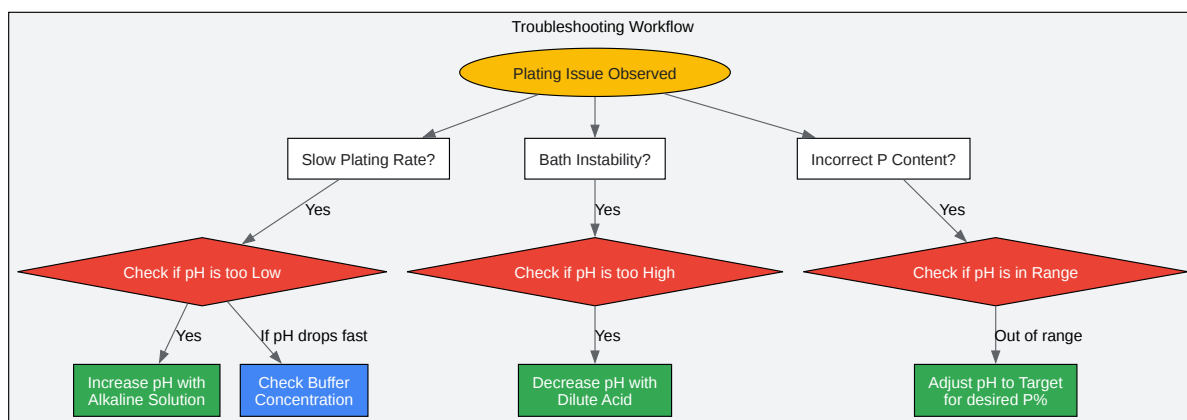 Troubleshooting Workflow
Plating Issue Observed
Slow Plating Rate?
Bath Instability?
Incorrect P Content?
Yes
Yes
Yes
Check if pH is too Low
Check if pH is too High
Check if pH is in Range
Yes
If pH drops fast
Yes
Out of range
Increase pH with
Alkaline Solution
Check Buffer
Concentration
Decrease pH with
Dilute Acid
Adjust pH to Target
for desired P%